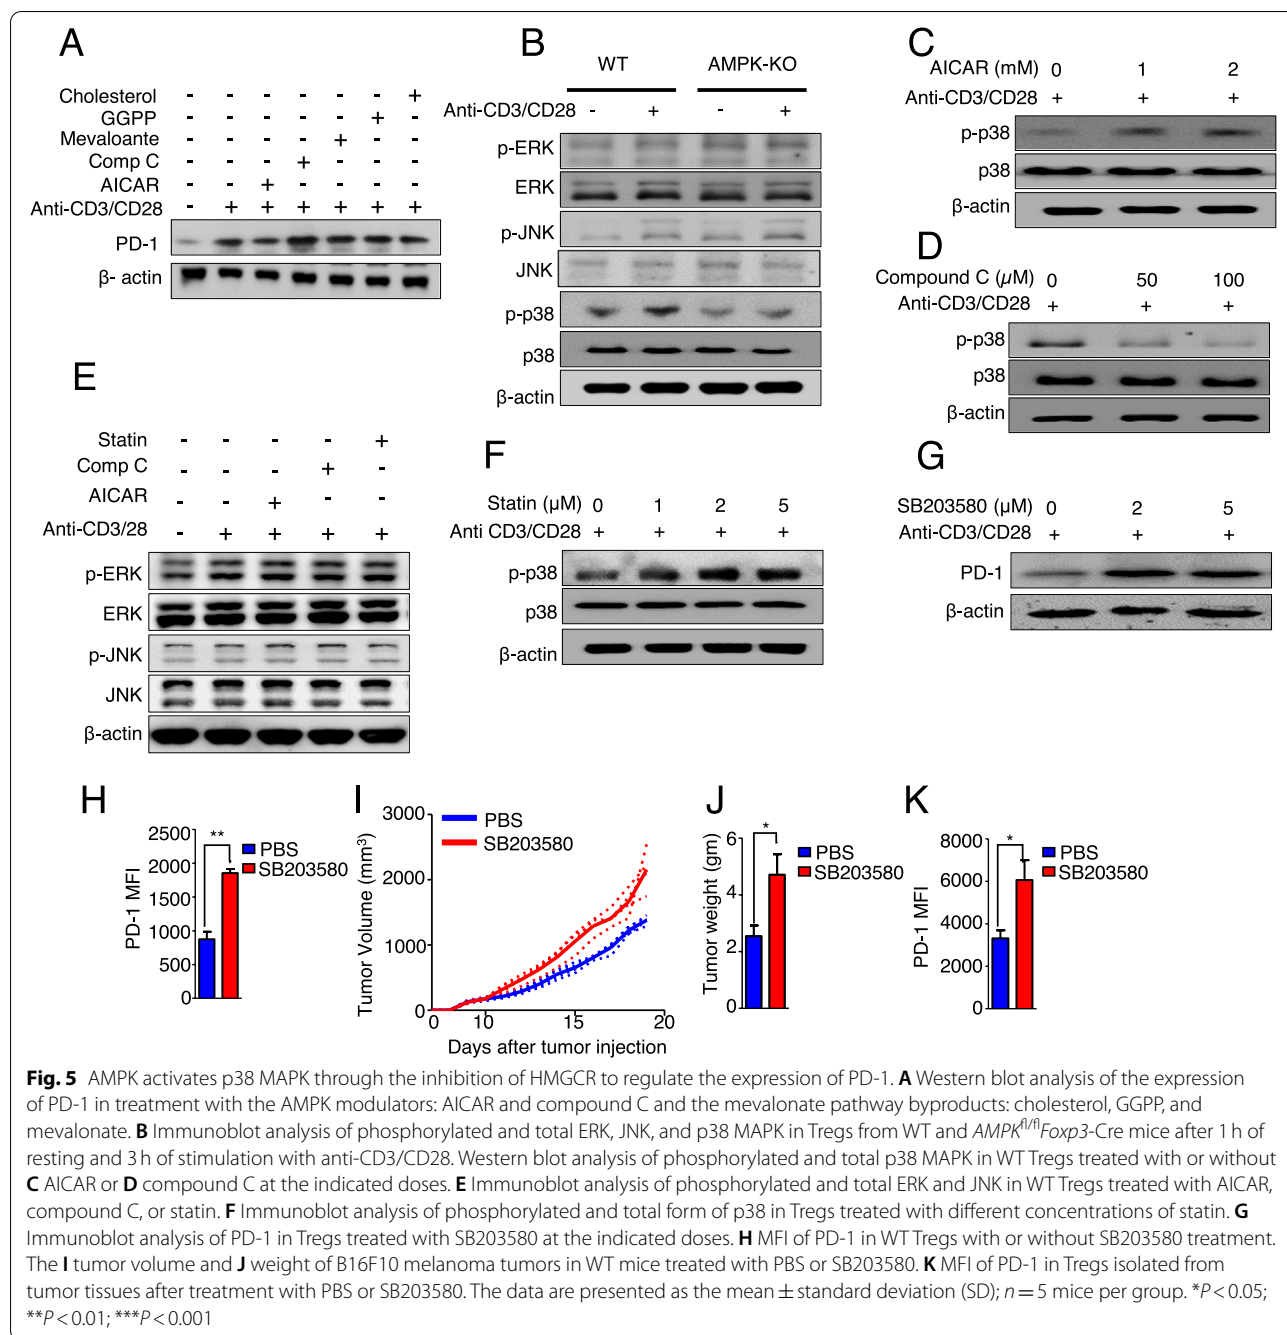 A
Cholesterol - - - - - - +
GGPP - - - - - + -
Mevaloante - - - - + - -
Comp C - - - + - - -
AICAR - - + - - - -
Anti-CD3/CD28 - + + + + + +
PD-1
β- actin
B
WT AMPK-KO
Anti-CD3/CD28 - + - +
p-ERK
ERK
p-JNK
JNK
p-p38
p38
β-actin
C
AICAR (mM) 0 1 2
Anti-CD3/CD28 + + +
p-p38
p38
β-actin
D
Compound C (µM) 0 50 100
Anti-CD3/CD28 + + +
p-p38
p38
β-actin
E
Statin - - - - +
Comp C - - - + -
AICAR - - + - -
Anti-CD3/28 - + + + +
p-ERK
ERK
p-JNK
JNK
β-actin
F
Statin (µM) 0 1 2 5
Anti CD3/CD28 + + + +
p-p38
p38
β-actin
G
SB203580 (µM) 0 2 5
Anti-CD3/CD28 + + +
PD-1
β-actin
H
PD-1 MFI
2500
2000
1500
1000
500
0
**
PBS
SB203580
I
Tumor Volume (mm³)
3000
2000
1000
0
PBS
SB203580
0 10 15 20
Days after tumor injection
J
Tumor weight (gm)
6
4
2
0
*
PBS
SB203580
K
PD-1 MFI
8000
6000
4000
2000
0
*
PBS
SB203580
Fig. 5 AMPK activates p38 MAPK through the inhibition of HMGCR to regulate the expression of PD-1. A Western blot analysis of the expression
of PD-1 in treatment with the AMPK modulators: AICAR and compound C and the mevalonate pathway byproducts: cholesterol, GGPP, and
mevalonate. B Immunoblot analysis of phosphorylated and total ERK, JNK, and p38 MAPK in Tregs from WT and AMPKfl/flFoxp3-Cre mice after 1 h of
resting and 3 h of stimulation with anti-CD3/CD28. Western blot analysis of phosphorylated and total p38 MAPK in WT Tregs treated with or without
C AICAR or D compound C at the indicated doses. E Immunoblot analysis of phosphorylated and total ERK and JNK in WT Tregs treated with AICAR,
compound C, or statin. F Immunoblot analysis of phosphorylated and total form of p38 in Tregs treated with different concentrations of statin. G
Immunoblot analysis of PD-1 in Tregs treated with SB203580 at the indicated doses. H MFI of PD-1 in WT Tregs with or without SB203580 treatment.
The I tumor volume and J weight of B16F10 melanoma tumors in WT mice treated with PBS or SB203580. K MFI of PD-1 in Tregs isolated from
tumor tissues after treatment with PBS or SB203580. The data are presented as the mean ± standard deviation (SD); n = 5 mice per group. *P < 0.05;
**P < 0.01; ***P < 0.001